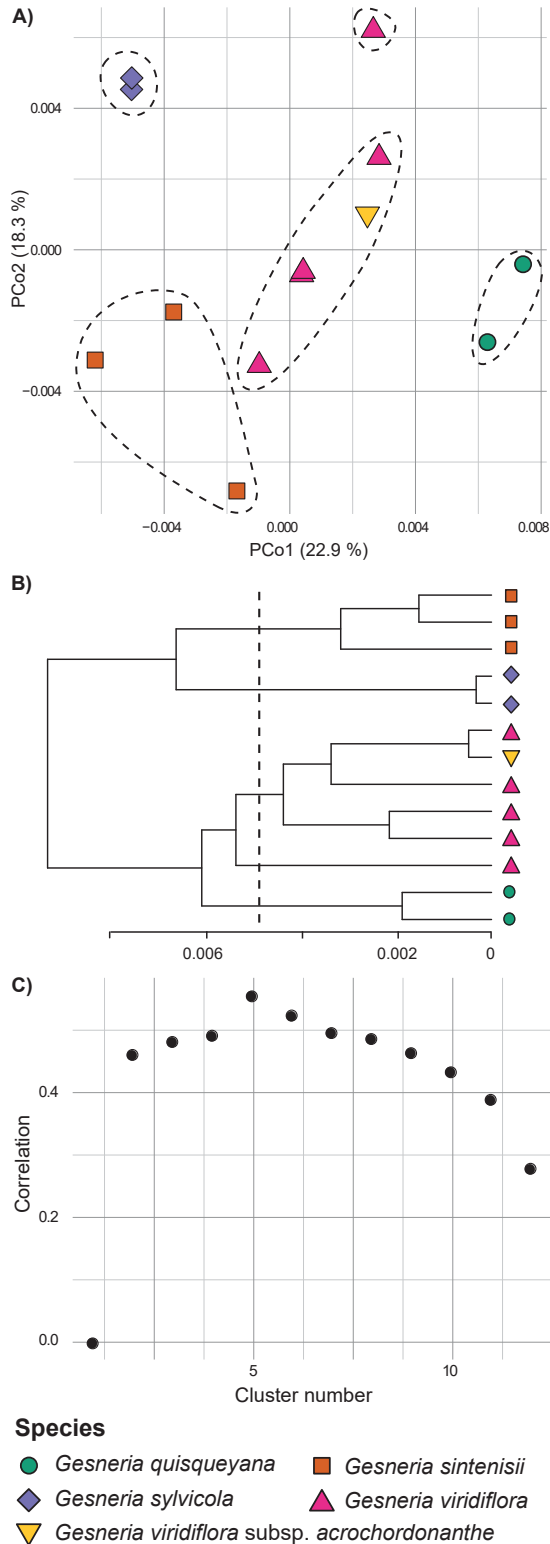 A)
0.004
0.000
−0.004
PCo2 (18.3 %)
−0.004
0.000
0.004
0.008
PCo1 (22.9 %)
B)
0.006
0.002
0
C)
0.4
0.2
0.0
Correlation
5
10
Cluster number
Species
Gesneria quisqueyana
Gesneria sintenisii
Gesneria sylvicola
Gesneria viridiflora
Gesneria viridiflora subsp. acrochordonanthe